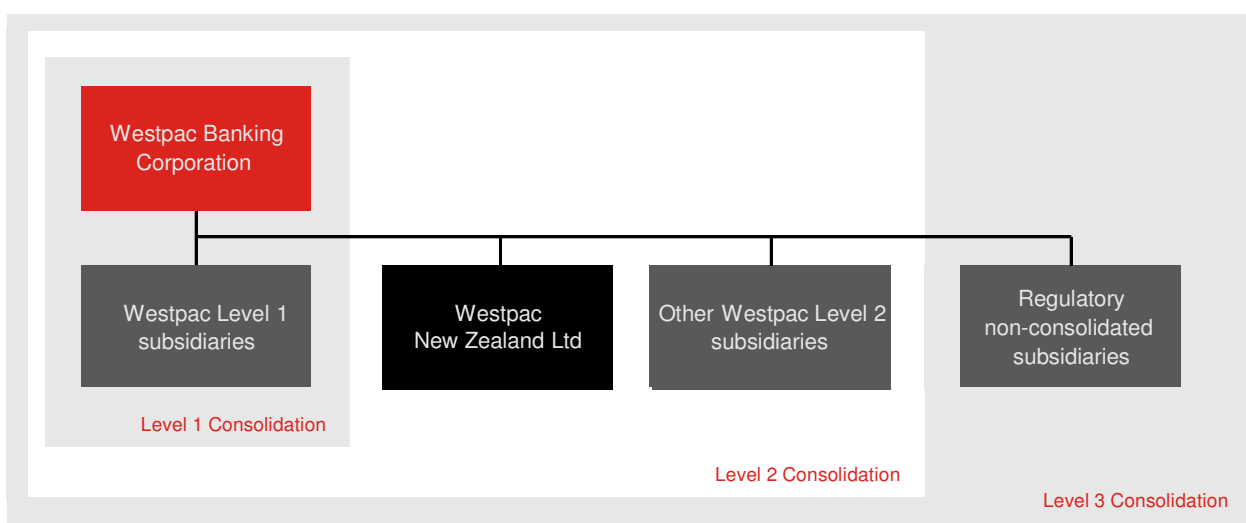 Westpac Banking
Corporation
Westpac Level 1
subsidiaries
Westpac
New Zealand Ltd
Other Westpac Level 2
subsidiaries
Regulatory
non-consolidated
subsidiaries
Level 1 Consolidation
Level 2 Consolidation
Level 3 Consolidation